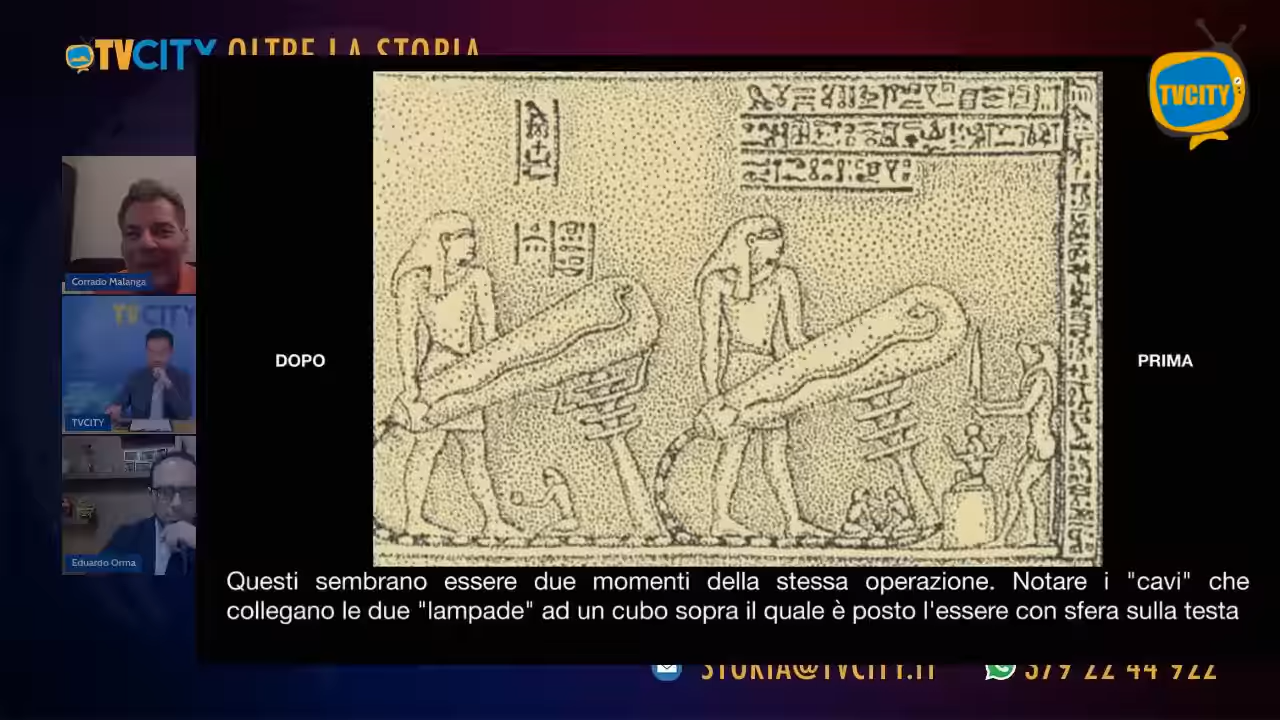 TVCITY OLTRE LA STORIA
TVCITY
Corrado Malanga
TVCITY
TVCITY
Eduardo Orma
DOPO
PRIMA
Questi sembrano essere due momenti della stessa operazione. Notare i "cavi" che
collegano le due "lampade" ad un cubo sopra il quale è posto l'essere con sfera sulla testa
STORIA@TVCITY.IT
379 22 44 922